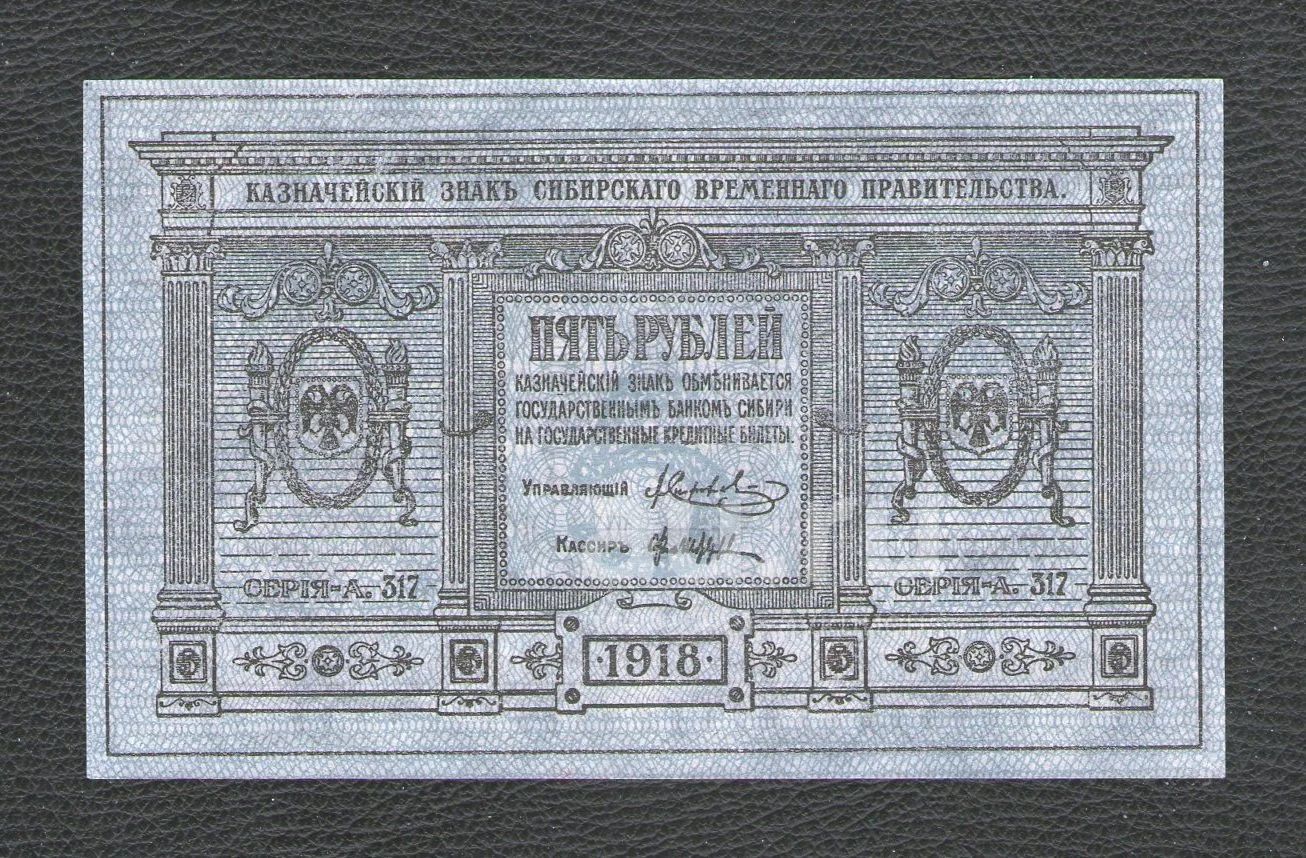 КАЗНАЧЕЙСКІЙ ЗНАКЪ СИБИРСКАГО ВРЕМЕННАГО ПРАВИТЕЛЬСТВА.
ПЯТЬ РУБЛЕЙ
КАЗНАЧЕЙСКІЙ ЗНАКЪ ОБМѢНИВАЕТСЯ
ГОСУДАРСТВЕННЫМЪ БАНКОМЪ СИБИРИ
НА ГОСУДАРСТВЕННЫЕ КРЕДИТНЫЕ БИЛЕТЫ.
УПРАВЛЯЮЩІЙ
КАССИРЪ
СЕРІЯ-А. 317
СЕРІЯ-А. 317
5
5
·1918·
5
5